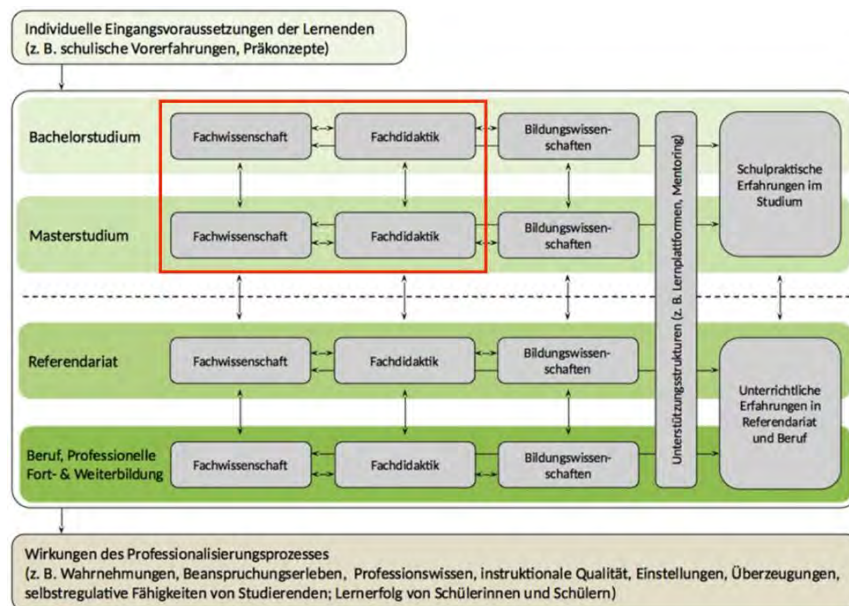 Individuelle Eingangsvoraussetzungen der Lernenden
(z. B. schulische Vorerfahrungen, Präkonzepte)
Bachelorstudium
Fachwissenschaft
Fachdidaktik
Bildungswissen-
schaften
Masterstudium
Fachwissenschaft
Fachdidaktik
Bildungswissen-
schaften
Schulpraktische
Erfahrungen im
Studium
Unterstützungsstrukturen (z. B. Lernplattformen, Mentoring)
Referendariat
Fachwissenschaft
Fachdidaktik
Bildungswissen-
schaften
Beruf, Professionelle
Fort- & Weiterbildung
Fachwissenschaft
Fachdidaktik
Bildungswissen-
schaften
Unterrichtliche
Erfahrungen in
Referendariat
und Beruf
Wirkungen des Professionalisierungsprozesses
(z. B. Wahrnehmungen, Beanspruchungserleben, Professionswissen, instruktionale Qualität, Einstellungen, Überzeugungen,
selbstregulative Fähigkeiten von Studierenden; Lernerfolg von Schülerinnen und Schülern)